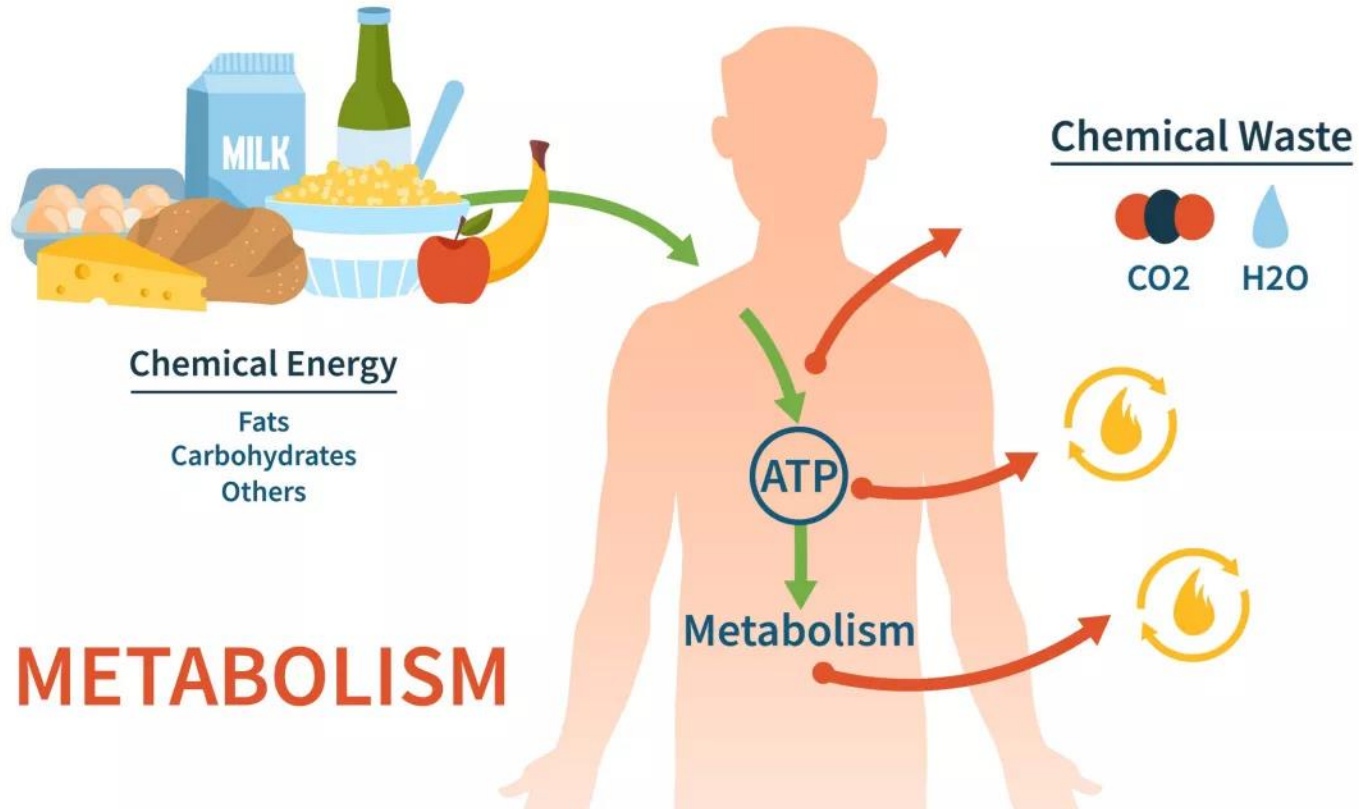 MILK
Chemical Energy
Fats
Carbohydrates
Others
METABOLISM
ATP
Metabolism
Chemical Waste
CO2 H2O